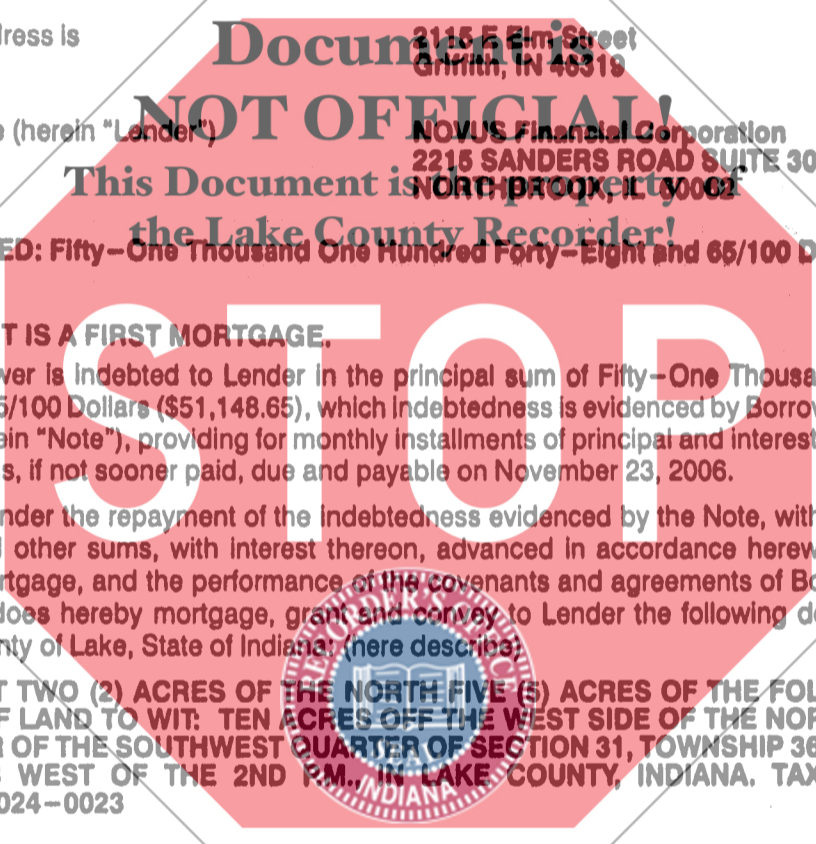 dress is
2115 E Elm Street
Griffith, IN 46319
Document is
NOT OFFICIAL!
This Document is the property of
the Lake County Recorder!
(herein "Lender")
NOVUS Financial Corporation
2215 SANDERS ROAD SUITE 30
NORTHBROOK, IL 60062
ED: Fifty-One Thousand One Hundred Forty-Eight and 65/100 D
T IS A FIRST MORTGAGE.
STOP
wer is indebted to Lender in the principal sum of Fifty-One Thousa
5/100 Dollars ($51,148.65), which indebtedness is evidenced by Borro
ein "Note"), providing for monthly installments of principal and interest
s, if not sooner paid, due and payable on November 23, 2006.
nder the repayment of the indebtedness evidenced by the Note, with
other sums, with interest thereon, advanced in accordance herew
rtgage, and the performance of the covenants and agreements of Bo
does hereby mortgage, grant and convey to Lender the following de
nty of Lake, State of Indiana: (here describe)
T TWO (2) ACRES OF THE NORTH FIVE (5) ACRES OF THE FOL
F LAND TO WIT: TEN ACRES OFF THE WEST SIDE OF THE NOR
R OF THE SOUTHWEST QUARTER OF SECTION 31, TOWNSHIP 36
S WEST OF THE 2ND P.M., IN LAKE COUNTY, INDIANA. TAX
024-0023
RECORDER'S OFFICE
SEAL
INDIANA